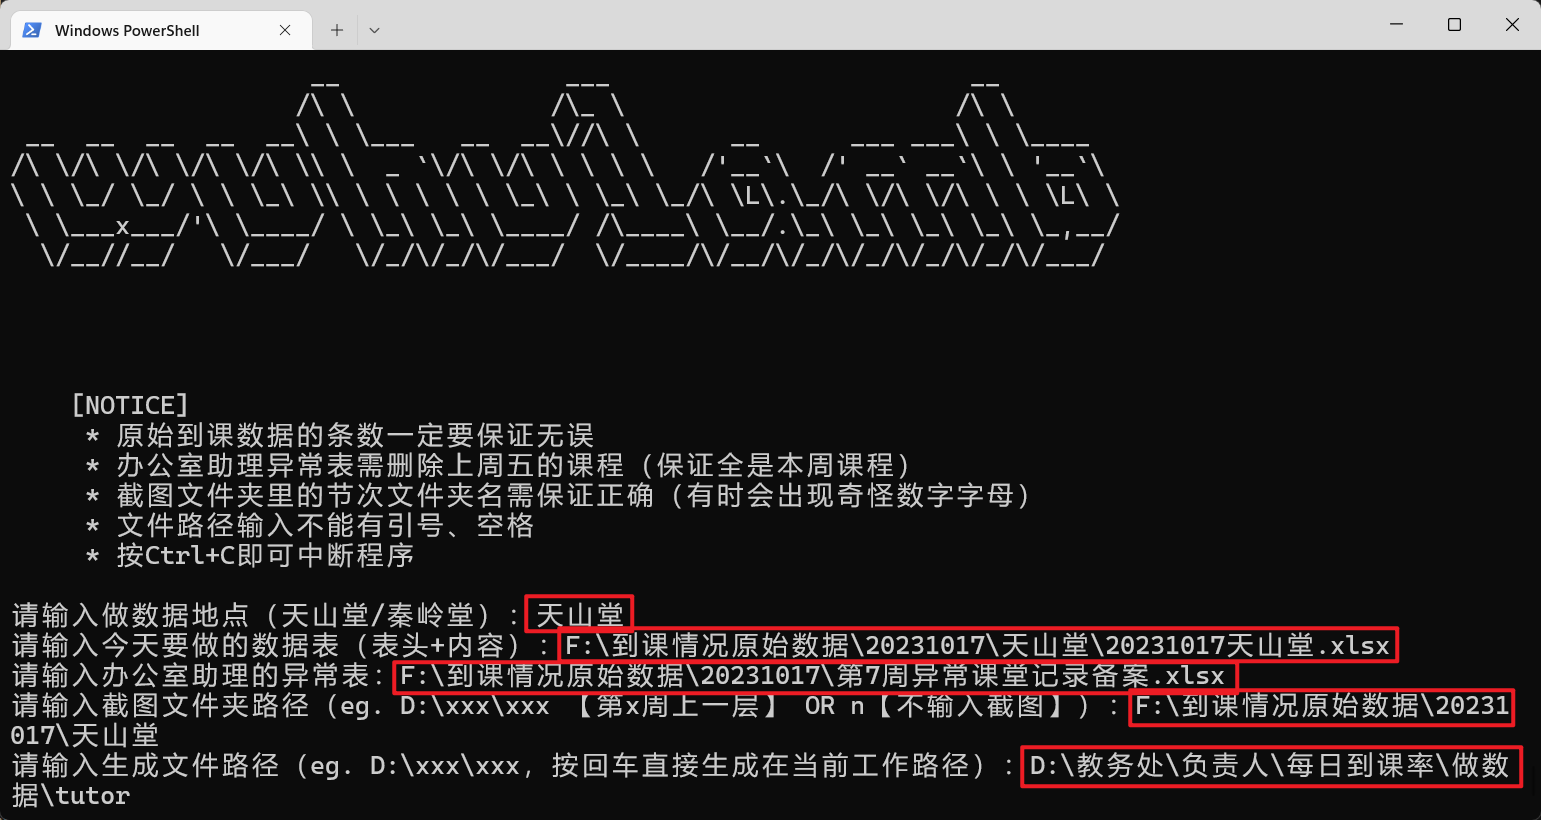 Windows PowerShell
[NOTICE]
* 原始到课数据的条数一定要保证无误
* 办公室助理异常表需删除上周五的课程（保证全是本周课程）
* 截图文件夹里的节次文件夹名需保证正确（有时会出现奇怪数字字母）
* 文件路径输入不能有引号、空格
* 按Ctrl+C即可中断程序
请输入做数据地点（天山堂/秦岭堂）: 天山堂
请输入今天要做的数据表（表头+内容）: F:\到课情况原始数据\20231017\天山堂\20231017天山堂.xlsx
请输入办公室助理的异常表: F:\到课情况原始数据\20231017\第7周异常课堂记录备案.xlsx
请输入截图文件夹路径（eg. D:\xxx\xxx 【第x周上一层】 OR n【不输入截图】）: F:\到课情况原始数据\20231
017\天山堂
请输入生成文件路径（eg. D:\xxx\xxx, 按回车直接生成在当前工作路径）: D:\教务处\负责人\每日到课率\做数
据\tutor